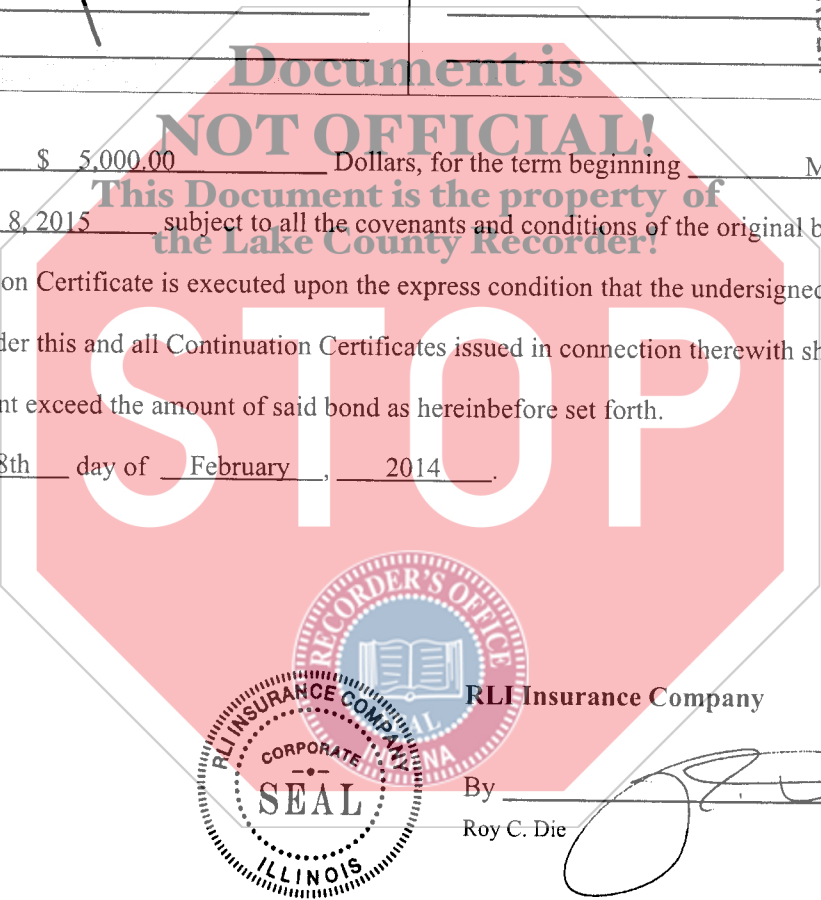 Document is
NOT OFFICIAL!
$ 5,000.00 Dollars, for the term beginning M
This Document is the property of
8, 2015 subject to all the covenants and conditions of the original b
the Lake County Recorder!
on Certificate is executed upon the express condition that the undersigned
der this and all Continuation Certificates issued in connection therewith sh
nt exceed the amount of said bond as hereinbefore set forth.
8th day of February , 2014 .
STOP
RECORDER'S OFFICE
RLI Insurance Company
RLI INSURANCE COMPANY
CORPORATE
SEAL
ILLINOIS
By
Roy C. Die